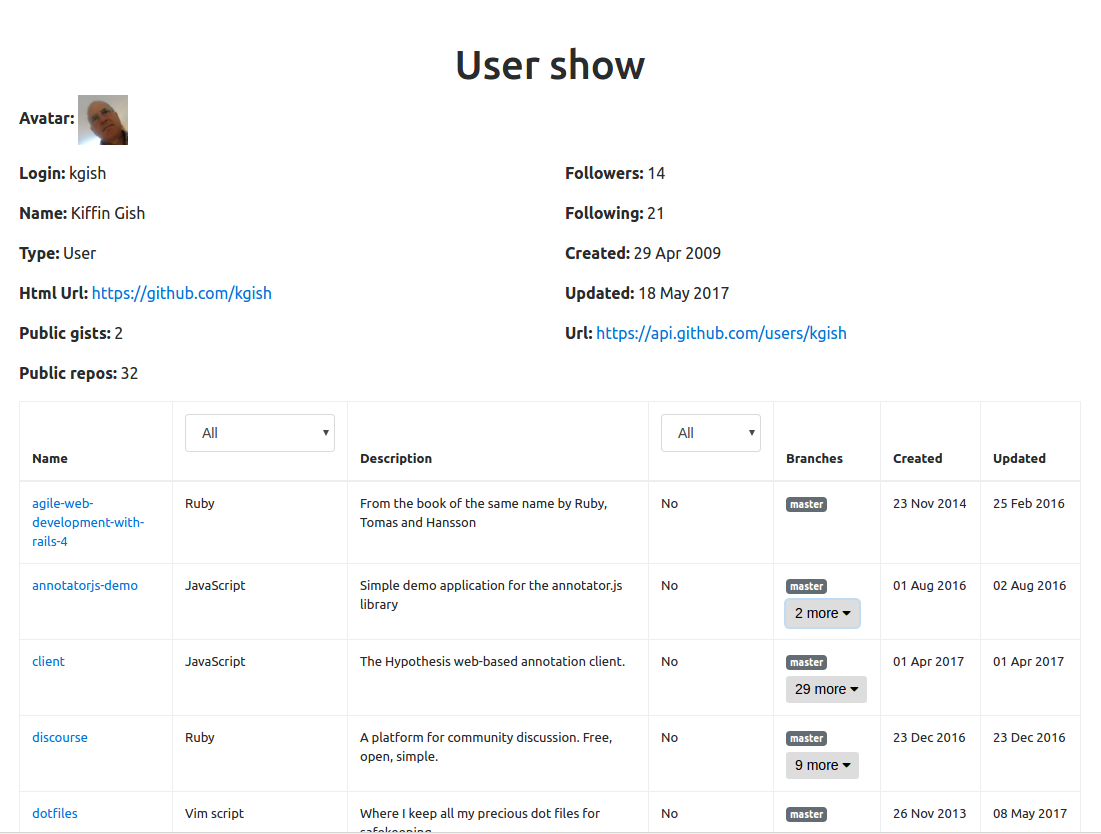 User show
Avatar:
Login: kgish
Followers: 14
Name: Kiffin Gish
Following: 21
Type: User
Created: 29 Apr 2009
Html Url: https://github.com/kgish
Updated: 18 May 2017
Public gists: 2
Url: https://api.github.com/users/kgish
Public repos: 32
All
All
Name
Description
Branches
Created
Updated
agile-web-
development-with-
rails-4
Ruby
From the book of the same name by Ruby,
Tomas and Hansson
No
master
23 Nov 2014
25 Feb 2016
annotatorjs-demo
JavaScript
Simple demo application for the annotator.js
library
No
master
2 more
01 Aug 2016
02 Aug 2016
client
JavaScript
The Hypothesis web-based annotation client.
No
master
29 more
01 Apr 2017
01 Apr 2017
discourse
Ruby
A platform for community discussion. Free,
open, simple.
No
master
9 more
23 Dec 2016
23 Dec 2016
dotfiles
Vim script
Where I keep all my precious dot files for
safekeeping
No
master
26 Nov 2013
08 May 2017